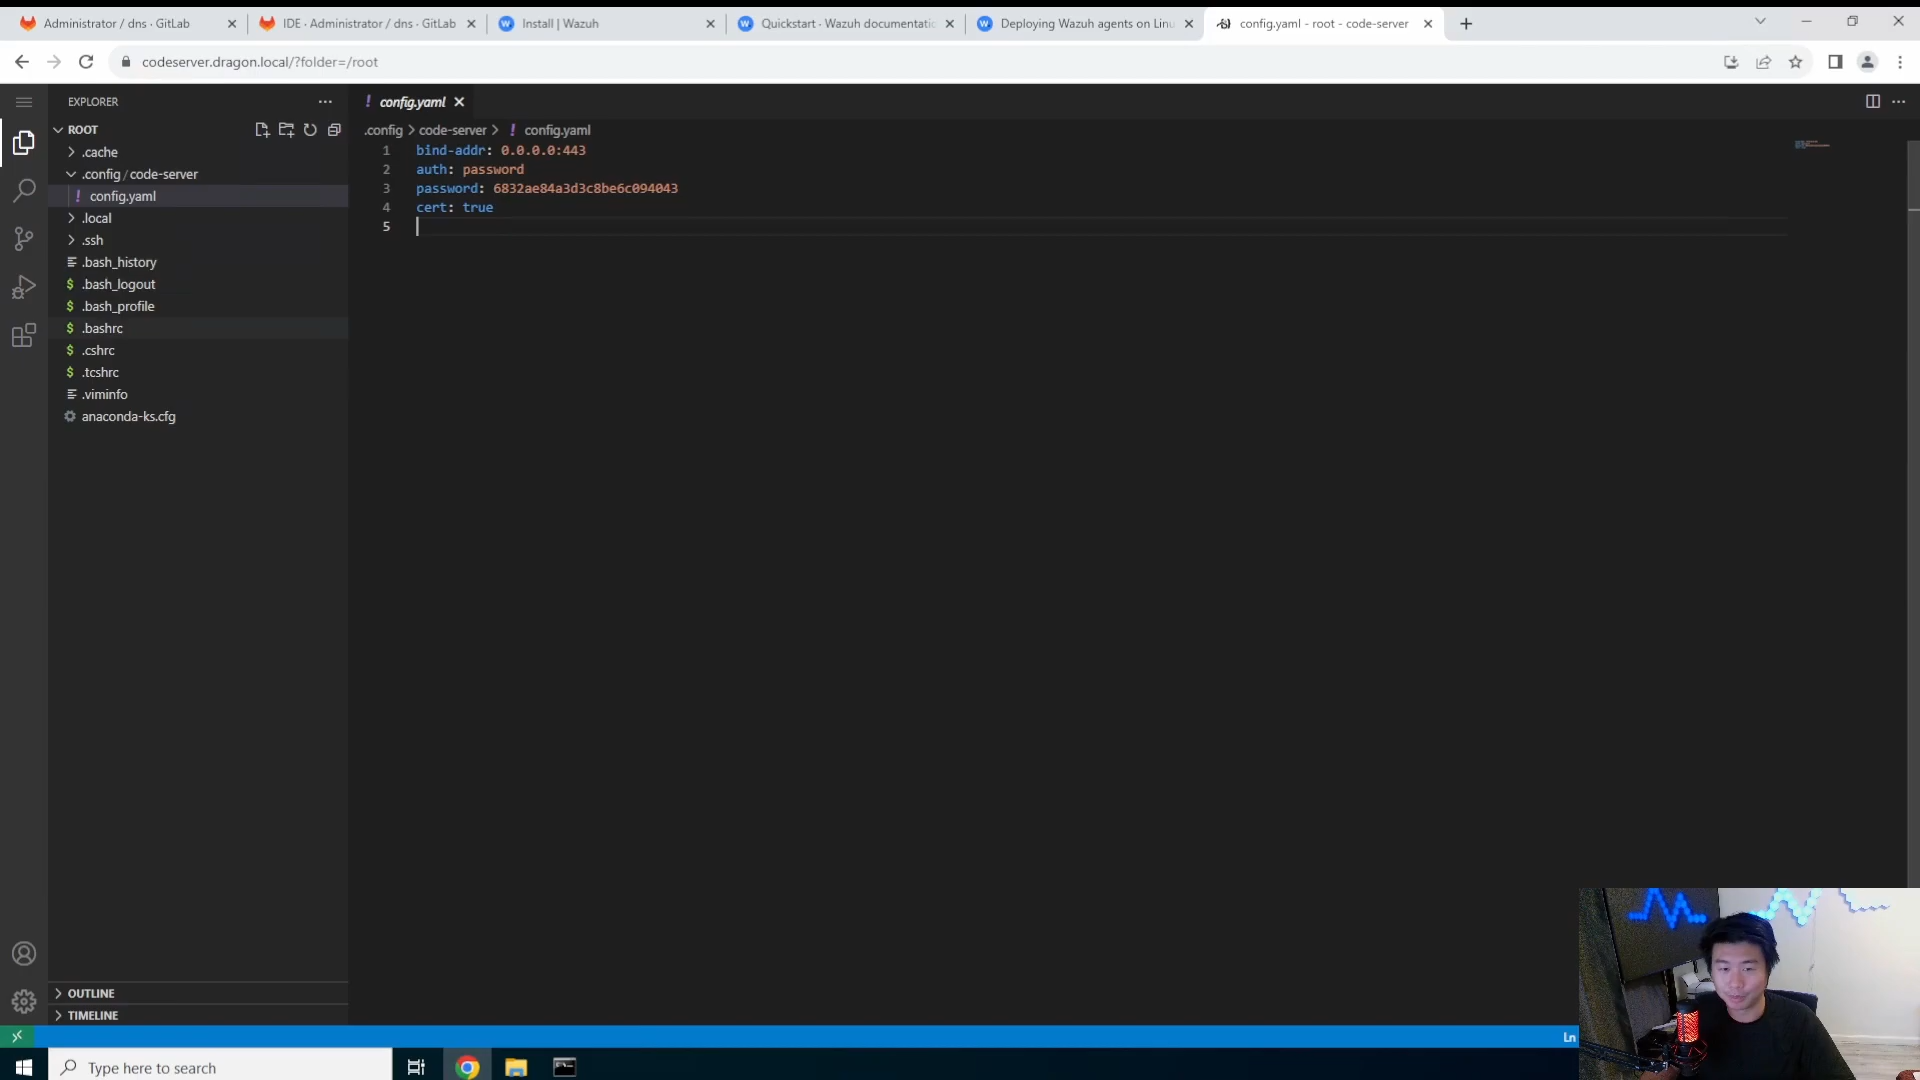 Administrator / dns · GitLab
IDE · Administrator / dns · GitLab
Install | Wazuh
Quickstart · Wazuh documentatic
Deploying Wazuh agents on Linu
config.yaml - root - code-server
codeserver.dragon.local/?folder=/root
EXPLORER
config.yaml
ROOT
.config > code-server > ! config.yaml
.cache
1 bind-addr: 0.0.0.0:443
.config / code-server
2 auth: password
config.yaml
3 password: 6832ae84a3d3c8be6c094043
.local
4 cert: true
5
.ssh
.bash_history
.bash_logout
.bash_profile
.bashrc
.cshrc
.tcshrc
.viminfo
anaconda-ks.cfg
OUTLINE
TIMELINE
Ln
Type here to search